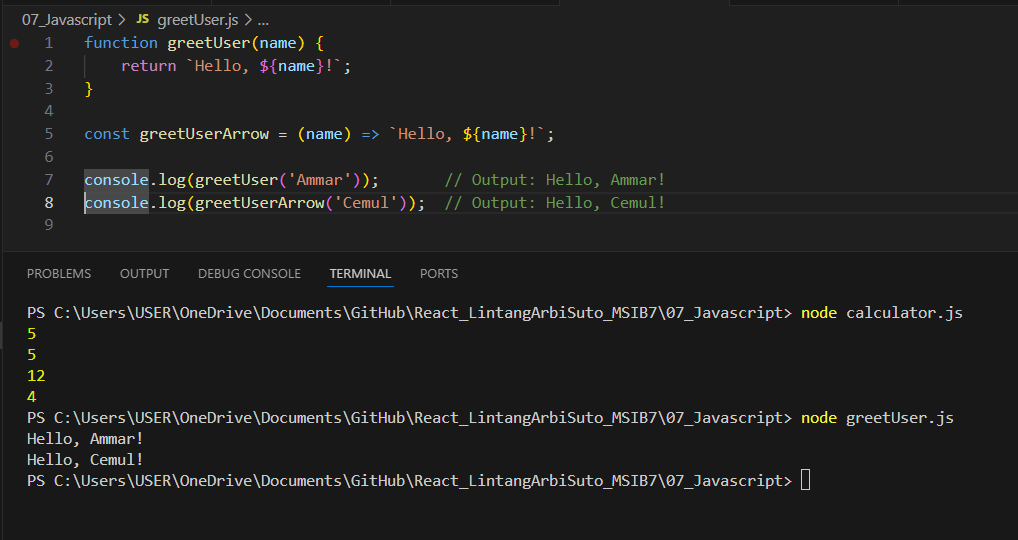 07_Javascript > JS greetUser.js > ...
1 function greetUser(name) {
2     return `Hello, ${name}!`;
3 }
4
5 const greetUserArrow = (name) => `Hello, ${name}!`;
6
7 console.log(greetUser('Ammar'));       // Output: Hello, Ammar!
8 console.log(greetUserArrow('Cemul'));  // Output: Hello, Cemul!
9
PROBLEMS OUTPUT DEBUG CONSOLE TERMINAL PORTS
PS C:\Users\USER\OneDrive\Documents\GitHub\React_LintangArbiSuto_MSIB7\07_Javascript> node calculator.js
5
5
12
4
PS C:\Users\USER\OneDrive\Documents\GitHub\React_LintangArbiSuto_MSIB7\07_Javascript> node greetUser.js
Hello, Ammar!
Hello, Cemul!
PS C:\Users\USER\OneDrive\Documents\GitHub\React_LintangArbiSuto_MSIB7\07_Javascript>